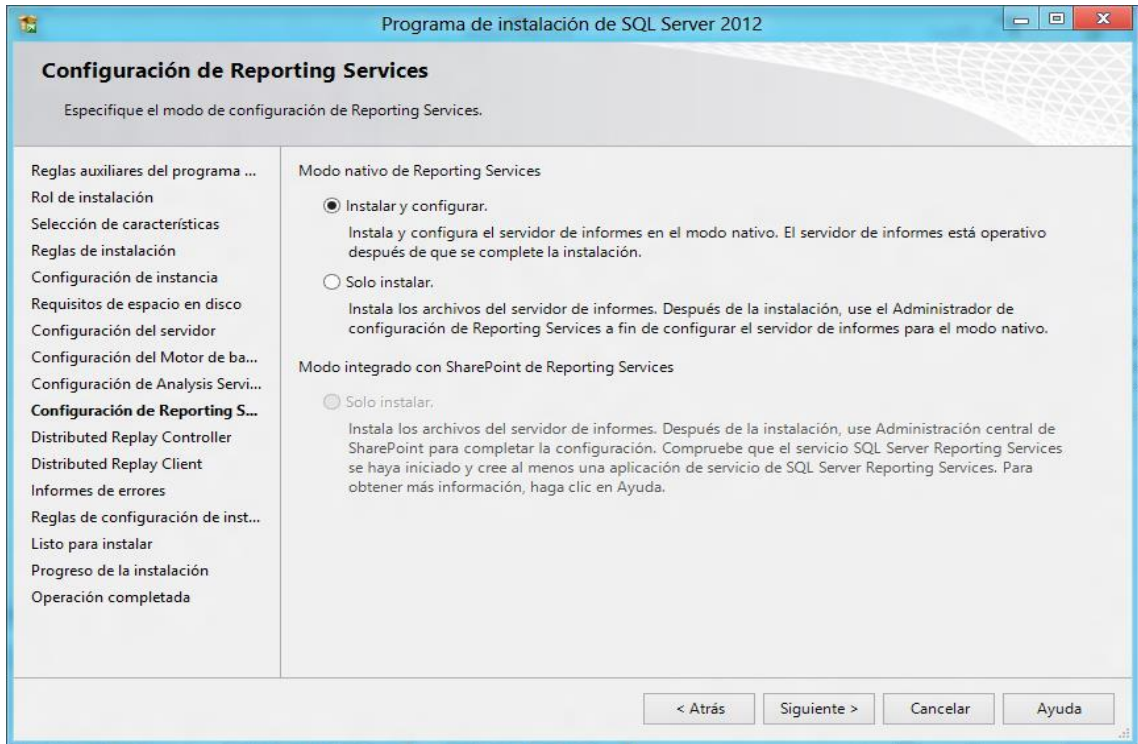 Programa de instalación de SQL Server 2012
Configuración de Reporting Services
Especifique el modo de configuración de Reporting Services.
Reglas auxiliares del programa ...
Rol de instalación
Selección de características
Reglas de instalación
Configuración de instancia
Requisitos de espacio en disco
Configuración del servidor
Configuración del Motor de ba...
Configuración de Analysis Servi...
Configuración de Reporting S...
Distributed Replay Controller
Distributed Replay Client
Informes de errores
Reglas de configuración de inst...
Listo para instalar
Progreso de la instalación
Operación completada
Modo nativo de Reporting Services
Instalar y configurar.
Instala y configura el servidor de informes en el modo nativo. El servidor de informes está operativo
después de que se complete la instalación.
Solo instalar.
Instala los archivos del servidor de informes. Después de la instalación, use el Administrador de
configuración de Reporting Services a fin de configurar el servidor de informes para el modo nativo.
Modo integrado con SharePoint de Reporting Services
Solo instalar.
Instala los archivos del servidor de informes. Después de la instalación, use Administración central de
SharePoint para completar la configuración. Compruebe que el servicio SQL Server Reporting Services
se haya iniciado y cree al menos una aplicación de servicio de SQL Server Reporting Services. Para
obtener más información, haga clic en Ayuda.
< Atrás
Siguiente >
Cancelar
Ayuda